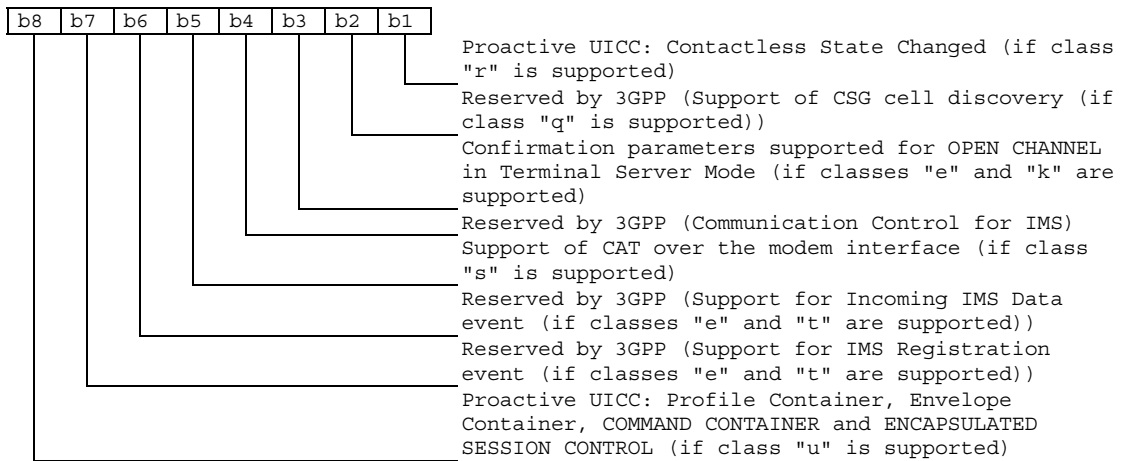 b8 b7 b6 b5 b4 b3 b2 b1
Proactive UICC: Contactless State Changed (if class
"r" is supported)
Reserved by 3GPP (Support of CSG cell discovery (if
class "q" is supported))
Confirmation parameters supported for OPEN CHANNEL
in Terminal Server Mode (if classes "e" and "k" are
supported)
Reserved by 3GPP (Communication Control for IMS)
Support of CAT over the modem interface (if class
"s" is supported)
Reserved by 3GPP (Support for Incoming IMS Data
event (if classes "e" and "t" are supported))
Reserved by 3GPP (Support for IMS Registration
event (if classes "e" and "t" are supported))
Proactive UICC: Profile Container, Envelope
Container, COMMAND CONTAINER and ENCAPSULATED
SESSION CONTROL (if class "u" is supported)